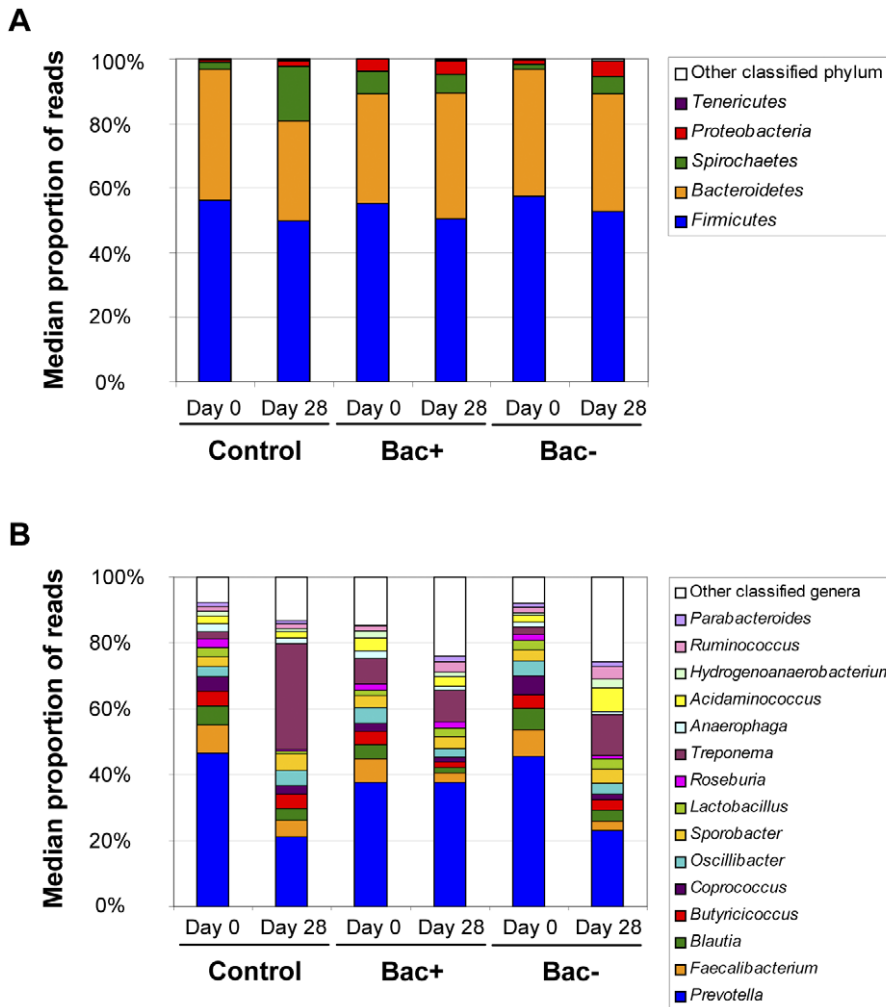 A
Median proportion of reads
100%
80%
60%
40%
20%
0%
Day 0 Day 28 Day 0 Day 28 Day 0 Day 28
Control Bac+ Bac-
Other classified phylum
Tenericutes
Proteobacteria
Spirochaetes
Bacteroidetes
Firmicutes
B
Median proportion of reads
100%
80%
60%
40%
20%
0%
Day 0 Day 28 Day 0 Day 28 Day 0 Day 28
Control Bac+ Bac-
Other classified genera
Parabacteroides
Ruminococcus
Hydrogenoanaerobacterium
Acidaminococcus
Anaerophaga
Treponema
Roseburia
Lactobacillus
Sporobacter
Oscillibacter
Coprococcus
Butyricicoccus
Blautia
Faecalibacterium
Prevotella